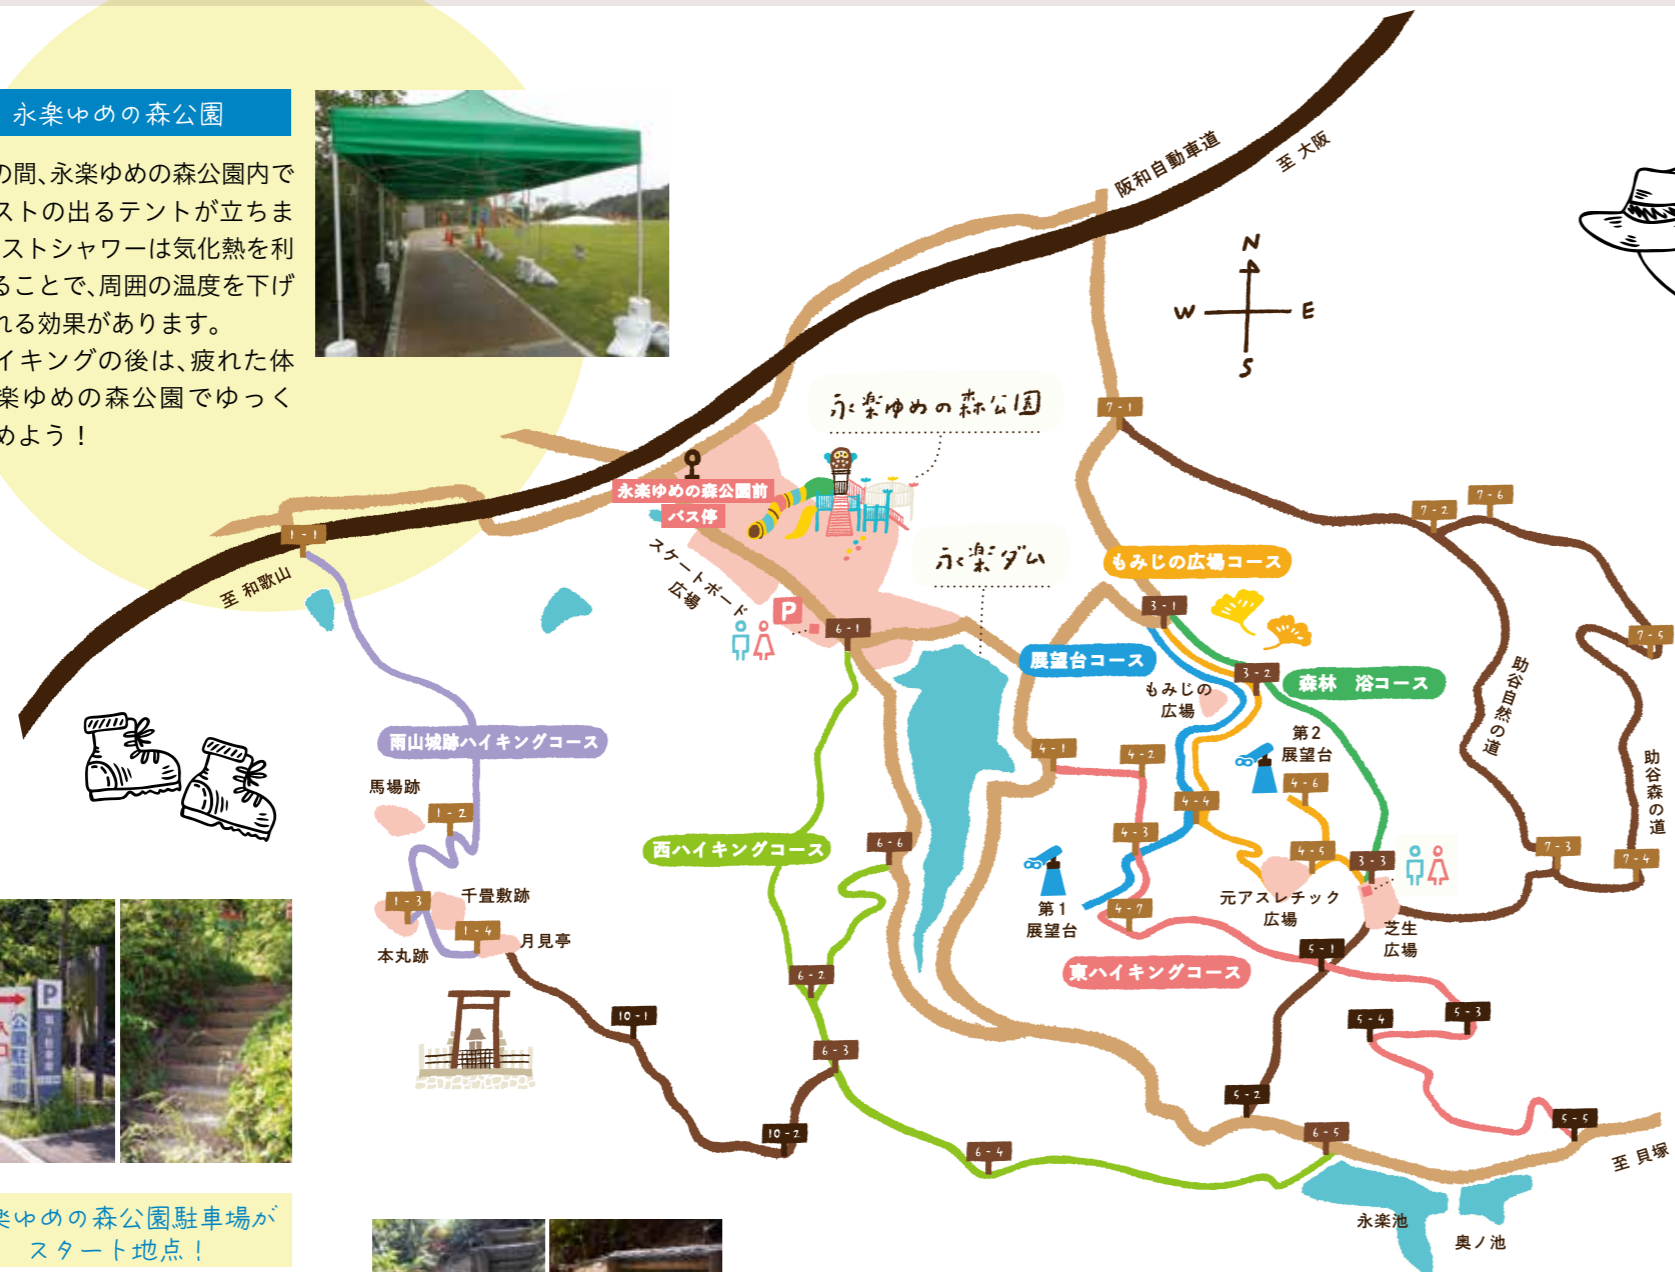 永楽ゆめの森公園
の間、永楽ゆめの森公園内で
ストの出るテントが立ちま
ストシャワーは気化熱を利
ることで、周囲の温度を下げ
れる効果があります。
イキングの後は、疲れた体
楽ゆめの森公園でゆっく
めよう！
阪和自動車道
至 大阪
N
W
E
S
永楽ゆめの森公園
7-1
永楽ゆめの森公園前
バス停
7-2
7-6
1-1
至 和歌山
スケートボード
広場
永楽ダム
もみじの広場コース
P
3-1
6-1
7-5
展望台コース
3-2
森林 浴コース
もみじの
広場
助谷自然の道
雨山城跡ハイキングコース
第2
展望台
4-1
4-2
4-6
助谷森の道
馬場跡
1-2
4-4
西ハイキングコース
6-6
4-3
4-5
3-3
7-3
7-4
1-3
千畳敷跡
第1
展望台
4-7
元アスレチック
広場
芝生
広場
1-4
月見亭
本丸跡
5-1
東ハイキングコース
6-2
P
公園駐車場
10-1
5-4
5-3
6-3
5-2
5-5
10-2
6-4
6-5
至 貝塚
楽ゆめの森公園駐車場が
スタート地点！
永楽池
奥ノ池